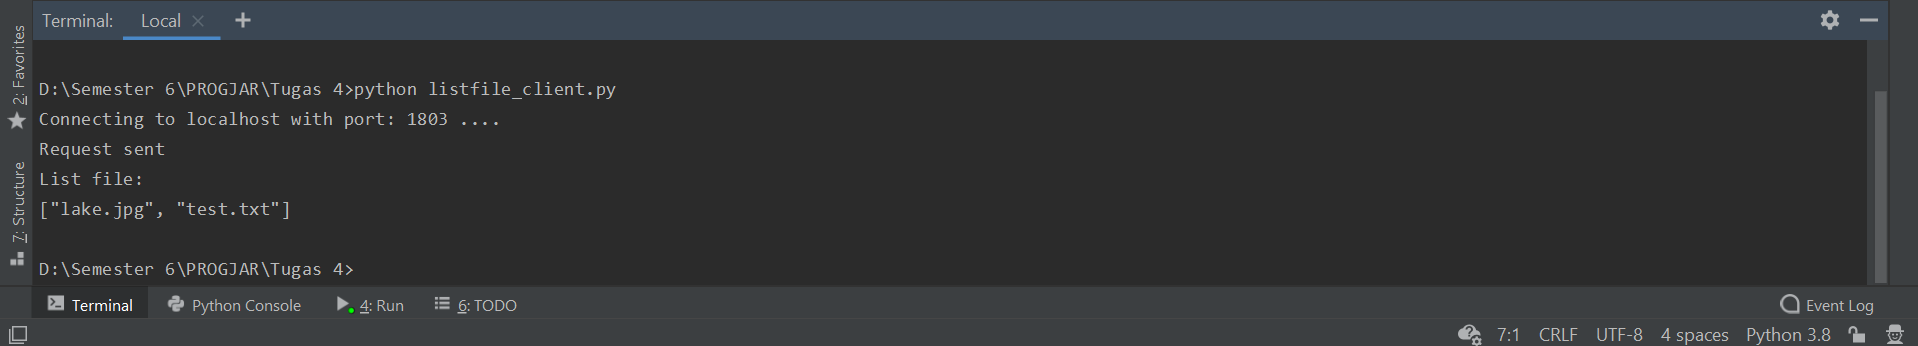 Terminal: Local × +
2: Favorites
7: Structure
D:\Semester 6\PROGJAR\Tugas 4>python listfile_client.py
Connecting to localhost with port: 1803 ....
Request sent
List file:
["lake.jpg", "test.txt"]
D:\Semester 6\PROGJAR\Tugas 4>
Terminal Python Console 4: Run 6: TODO Event Log
7:1 CRLF UTF-8 4 spaces Python 3.8